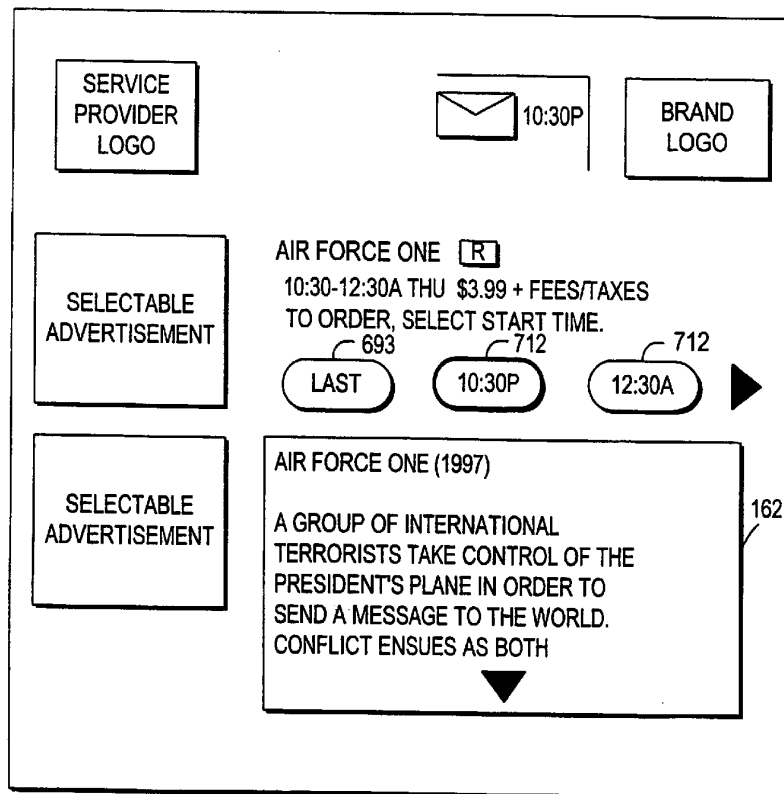 SERVICE
PROVIDER
LOGO
10:30P
BRAND
LOGO
SELECTABLE
ADVERTISEMENT
AIR FORCE ONE R
10:30-12:30A THU $3.99 + FEES/TAXES
TO ORDER, SELECT START TIME.
693 712 712
LAST 10:30P 12:30A
SELECTABLE
ADVERTISEMENT
AIR FORCE ONE (1997)
A GROUP OF INTERNATIONAL
TERRORISTS TAKE CONTROL OF THE
PRESIDENT'S PLANE IN ORDER TO
SEND A MESSAGE TO THE WORLD.
CONFLICT ENSUES AS BOTH
162